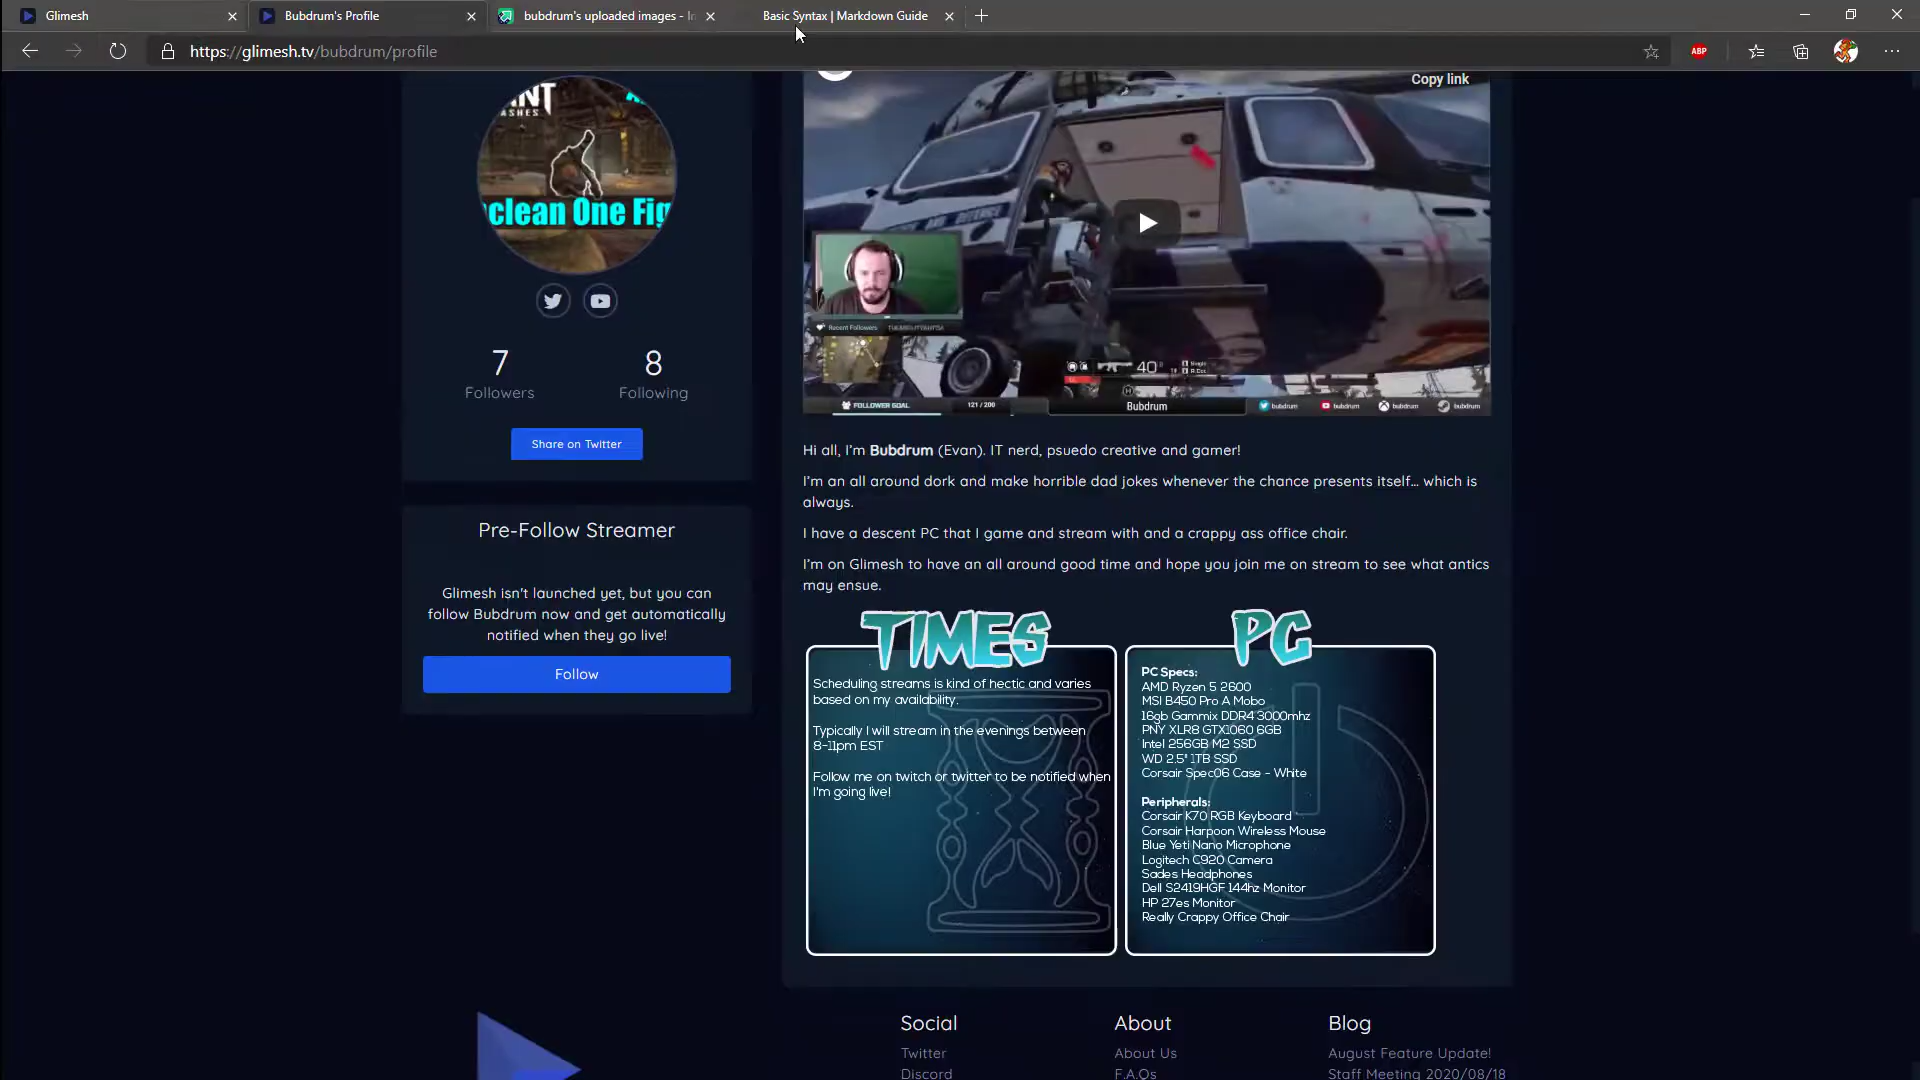 Glimesh
Bubdrum's Profile
bubdrum's uploaded images - I
Basic Syntax | Markdown Guide
https://glimesh.tv/bubdrum/profile
ABP
ANT
ASHES
clean One Fig
7
Followers
8
Following
Share on Twitter
Pre-Follow Streamer
Glimesh isn't launched yet, but you can
follow Bubdrum now and get automatically
notified when they go live!
Follow
Copy link
Recent Followers
40
FOLLOWER GOAL
121 / 200
Bubdrum
bubdrum
bubdrum
bubdrum
bubdrum
Hi all, I'm Bubdrum (Evan). IT nerd, psuedo creative and gamer!
I'm an all around dork and make horrible dad jokes whenever the chance presents itself... which is
always.
I have a descent PC that I game and stream with and a crappy ass office chair.
I'm on Glimesh to have an all around good time and hope you join me on stream to see what antics
may ensue.
TIMES
Scheduling streams is kind of hectic and varies
based on my availability.
Typically I will stream in the evenings between
8-11pm EST
Follow me on twitch or twitter to be notified when
I'm going live!
PC
PC Specs:
AMD Ryzen 5 2600
MSI B450 Pro A Mobo
16gb Gammix DDR4 3000mhz
PNY XLR8 GTX1060 6GB
Intel 256GB M2 SSD
WD 2.5" 1TB SSD
Corsair Spec06 Case - White
Peripherals:
Corsair K70 RGB Keyboard
Corsair Harpoon Wireless Mouse
Blue Yeti Nano Microphone
Logitech C920 Camera
Sades Headphones
Dell S2419HGF 144hz Monitor
HP 27es Monitor
Really Crappy Office Chair
Social
Twitter
Discord
About
About Us
F.A.Qs
Blog
August Feature Update!
Staff Meeting 2020/08/18